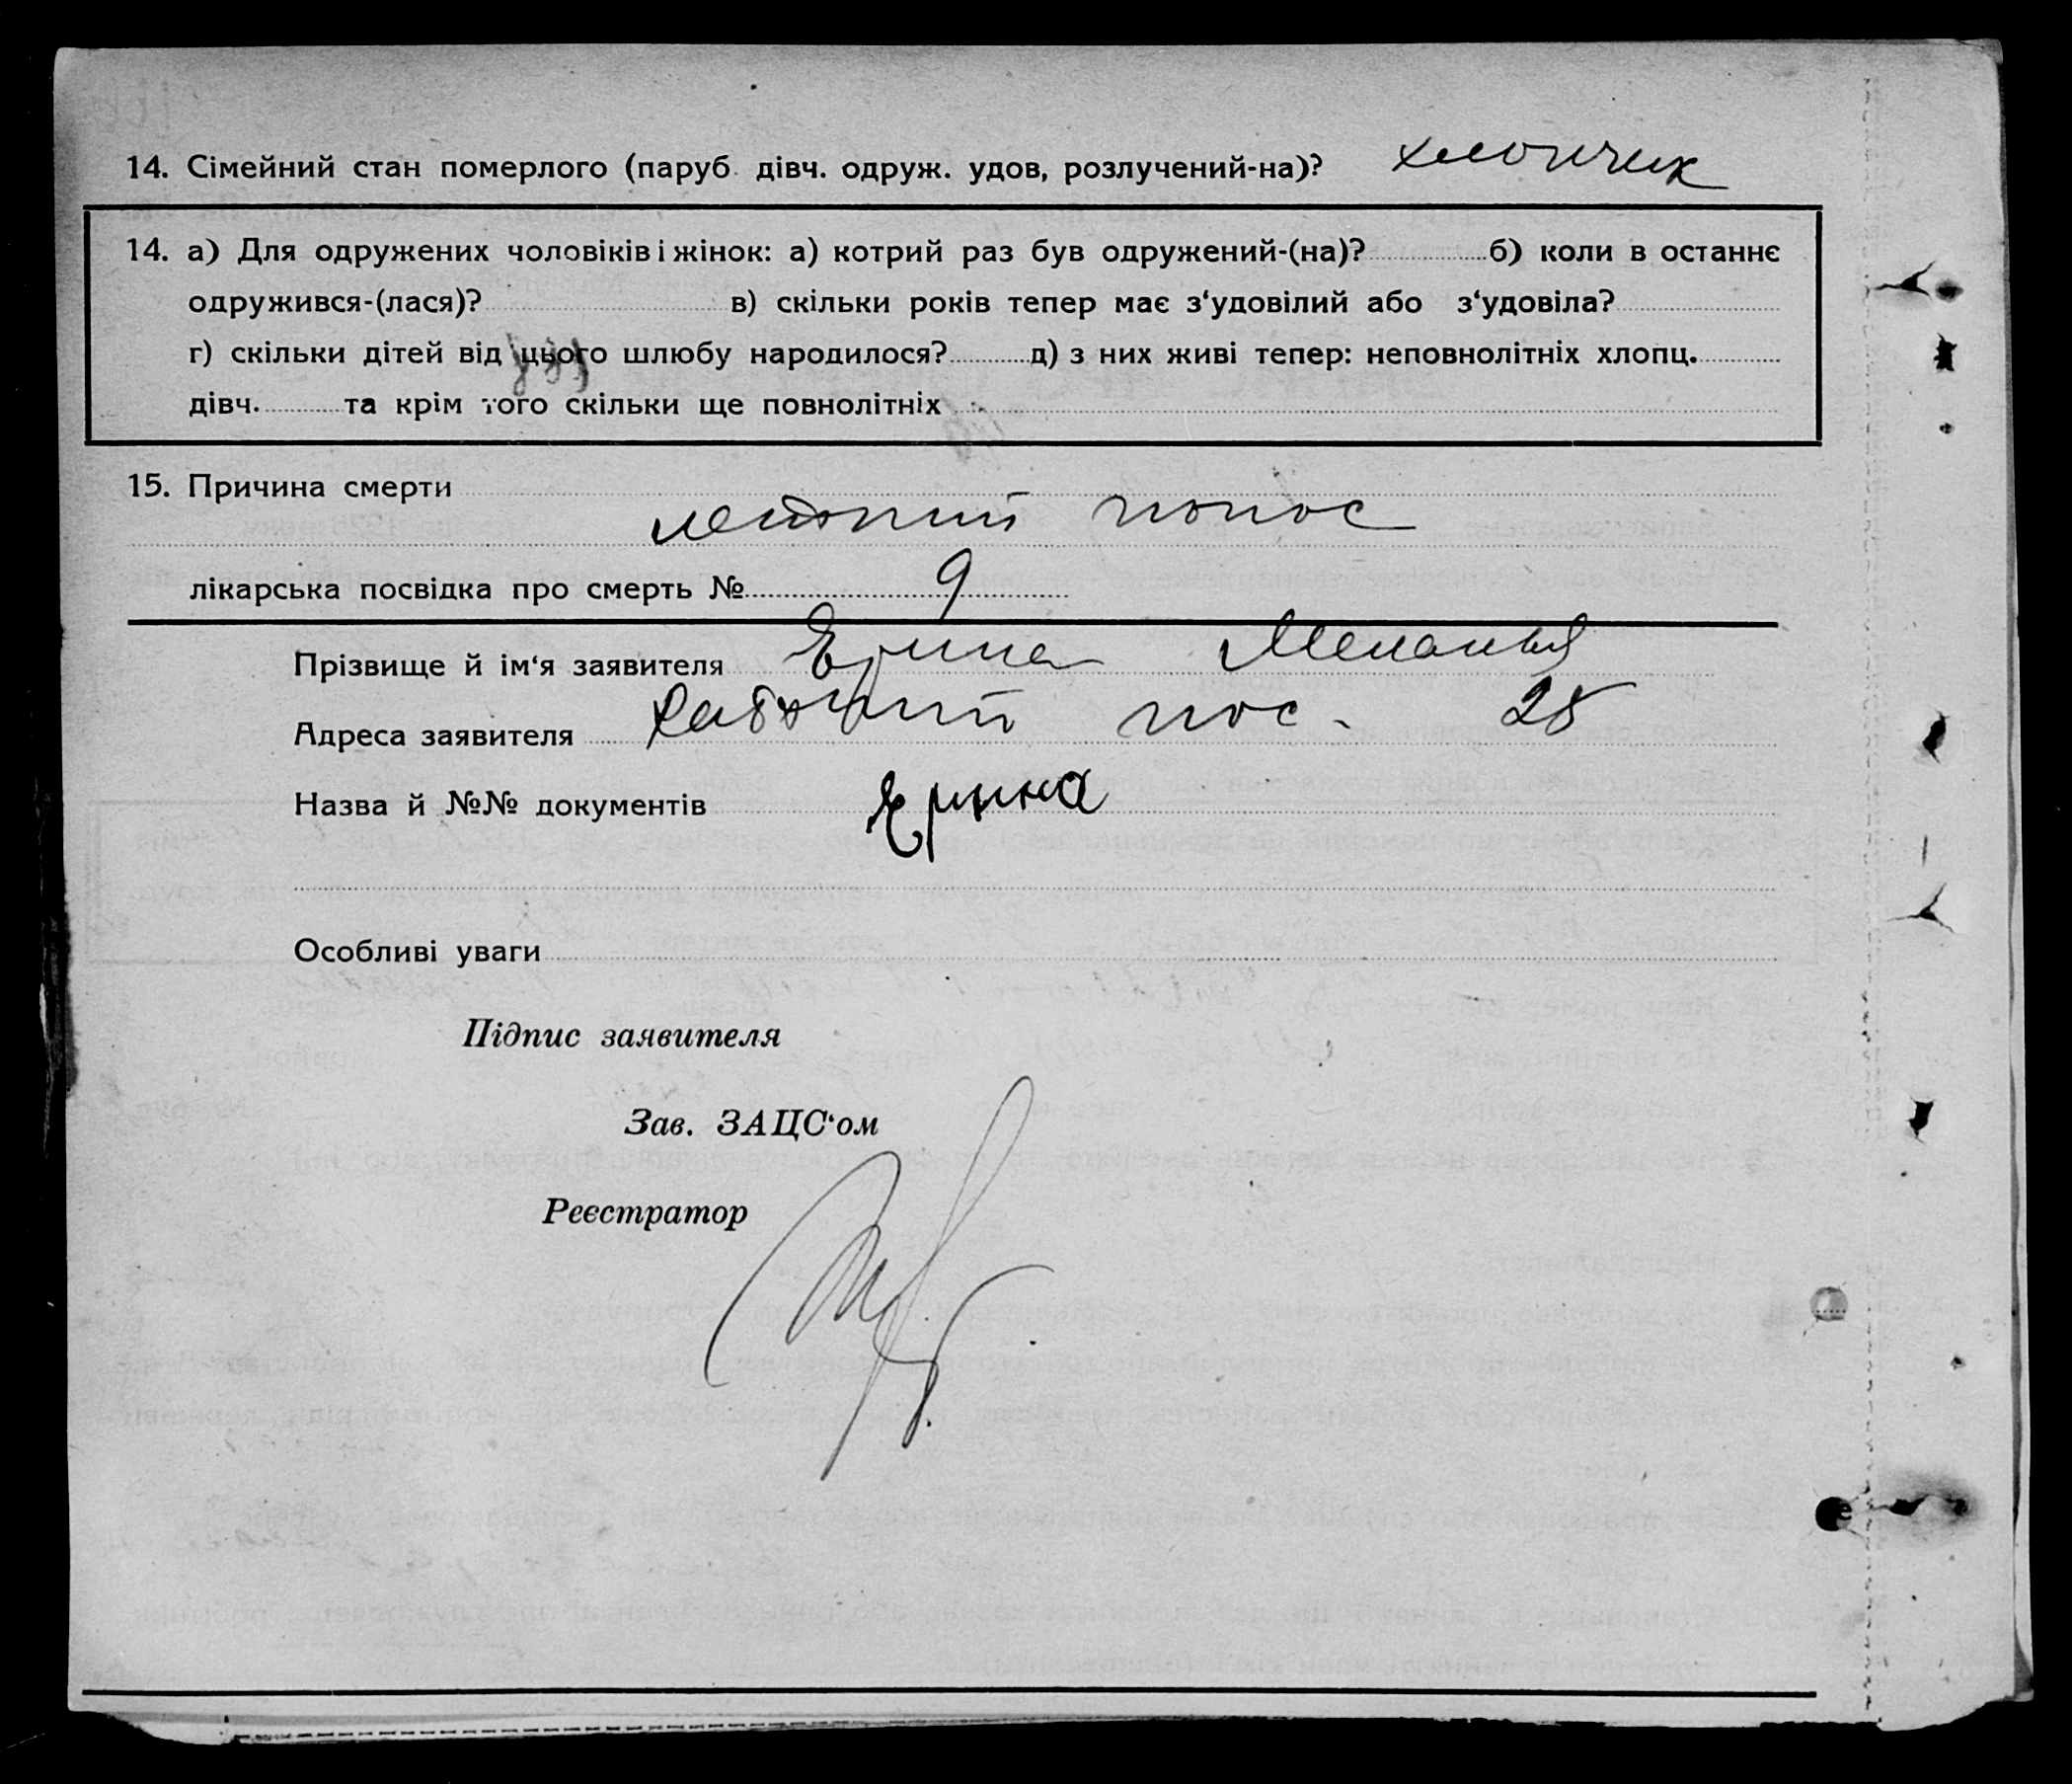 14. Сімейний стан померлого (паруб. дівч. одруж. удов, розлучений-на)? хлопчик
14. а) Для одружених чоловіків і жінок: а) котрий раз був одружений-(на)? б) коли в останнє
одружився-(лася)? в) скільки років тепер має з‘удовілий або з‘удовіла?
г) скільки дітей від цього шлюбу народилося? д) з них живі тепер: неповнолітніх хлопц.
дівч. та крім того скільки ще повнолітніх
15. Причина смерти
летний понос
лікарська посвідка про смерть № 9
Прізвище й ім‘я заявителя Ерина Меланья
Адреса заявителя Рабочий пос. 28
Назва й №№ документів Ерина
Особливі уваги
Підпис заявителя
Зав. ЗАЦС‘ом
Реєстратор